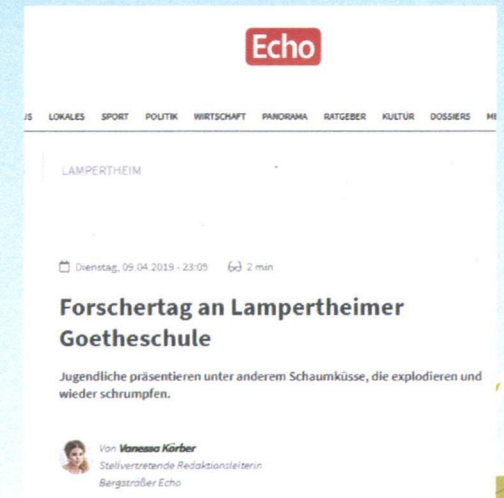 Echo
LOKALES SPORT POLITIK WIRTSCHAFT PANORAMA RATGEBER KULTUR DOSSIERS
LAMPERTHEIM
Dienstag, 09.04.2019 - 23:05 2 min
Forschertag an Lampertheimer
Goetheschule
Jugendliche präsentieren unter anderem Schaumküsse, die explodieren und
wieder schrumpfen.
Von Vanessa Körber
Stellvertretende Redaktionsleiterin
Bergsträßer Echo